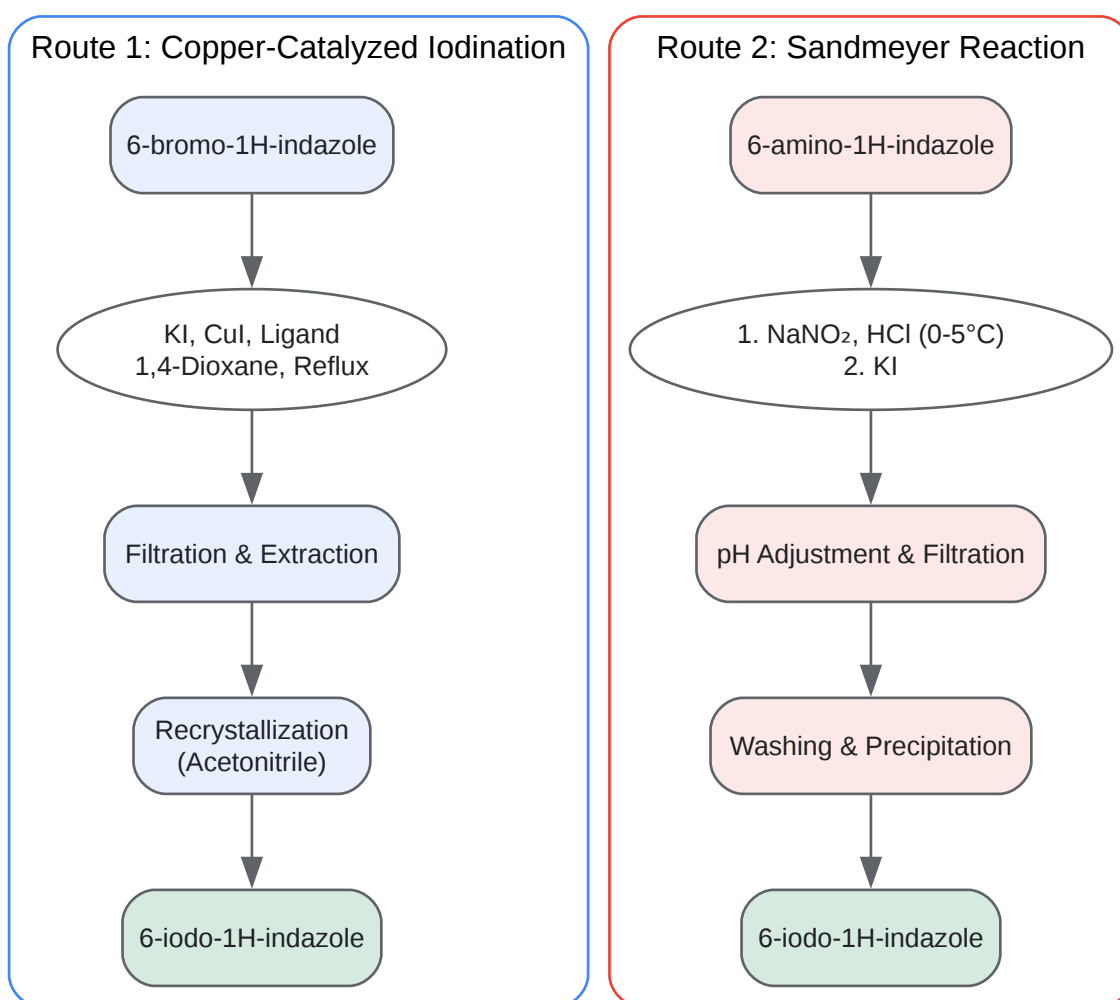 Route 1: Copper-Catalyzed Iodination
6-bromo-1H-indazole
KI, CuI, Ligand
1,4-Dioxane, Reflux
Filtration & Extraction
Recrystallization
(Acetonitrile)
6-iodo-1H-indazole
Route 2: Sandmeyer Reaction
6-amino-1H-indazole
1. NaNO₂, HCl (0-5°C)
2. KI
pH Adjustment & Filtration
Washing & Precipitation
6-iodo-1H-indazole